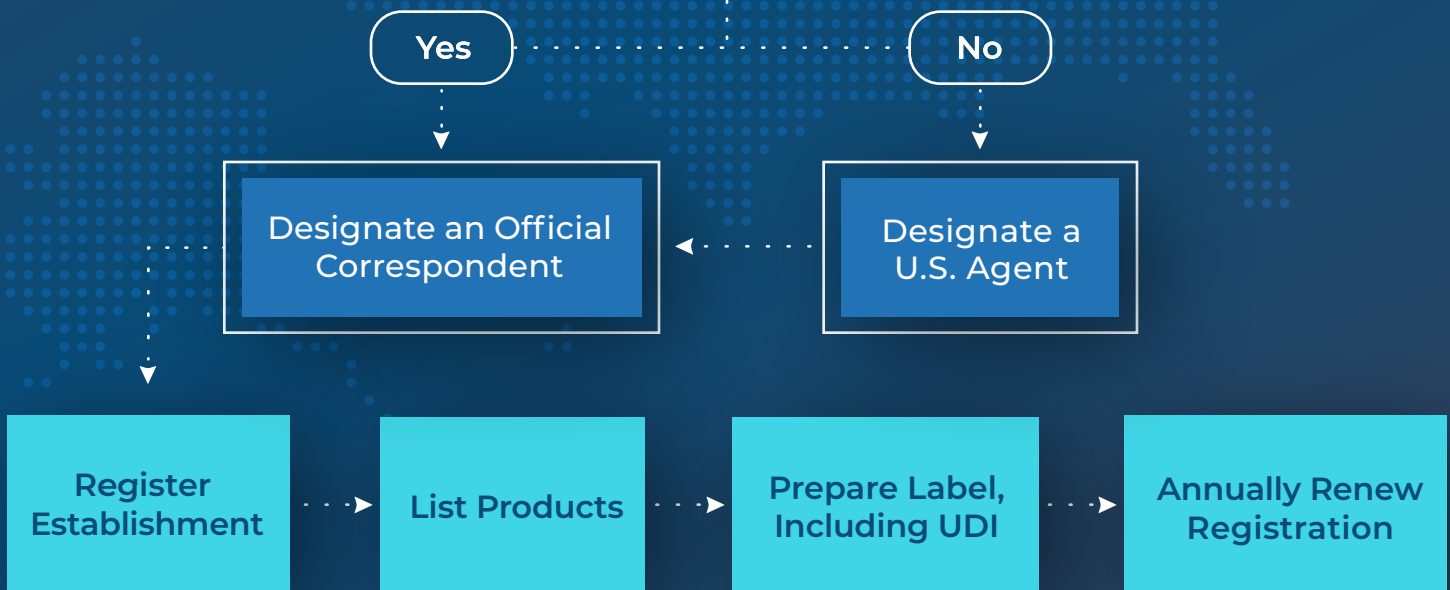 Yes
No
Designate an Official
Correspondent
Designate a
U.S. Agent
Register
Establishment
List Products
Prepare Label,
Including UDI
Annually Renew
Registration